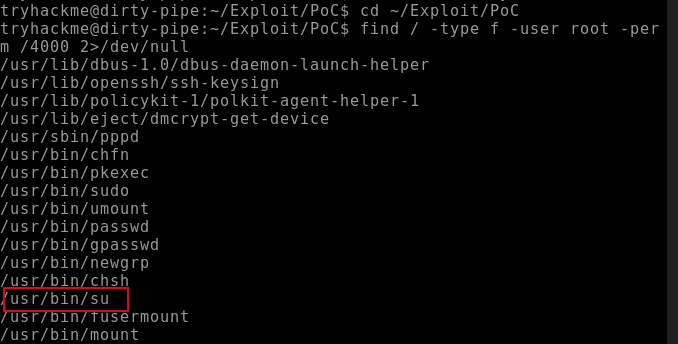 tryhackme@dirty-pipe:~/Exploit/PoC$ cd ~/Exploit/PoC
tryhackme@dirty-pipe:~/Exploit/PoC$ find / -type f -user root -per
m /4000 2>/dev/null
/usr/lib/dbus-1.0/dbus-daemon-launch-helper
/usr/lib/openssh/ssh-keysign
/usr/lib/policykit-1/polkit-agent-helper-1
/usr/lib/eject/dmcrypt-get-device
/usr/sbin/pppd
/usr/bin/chfn
/usr/bin/pkexec
/usr/bin/sudo
/usr/bin/umount
/usr/bin/passwd
/usr/bin/gpasswd
/usr/bin/newgrp
/usr/bin/chsh
/usr/bin/su
/usr/bin/fusermount
/usr/bin/mount